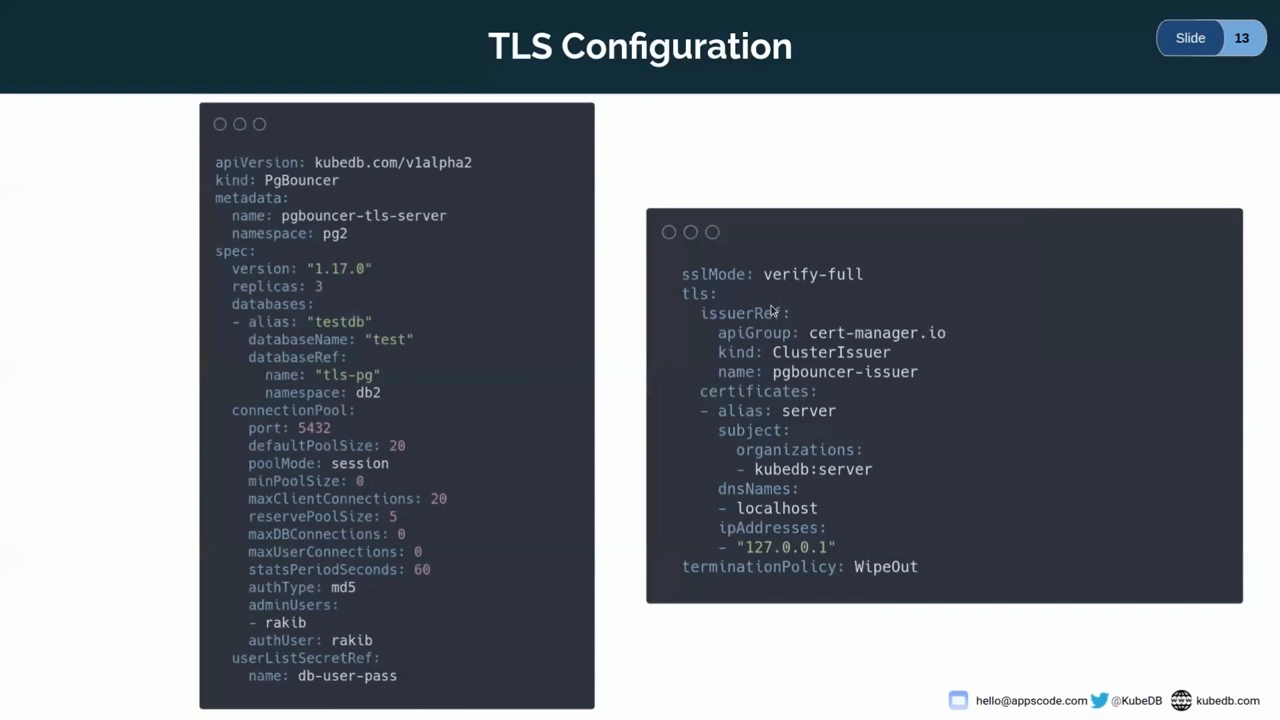 TLS Configuration
Slide 13
apiVersion: kubedb.com/v1alpha2
kind: PgBouncer
metadata:
  name: pgbouncer-tls-server
  namespace: pg2
spec:
  version: "1.17.0"
  replicas: 3
  databases:
  - alias: "testdb"
    databaseName: "test"
    databaseRef:
      name: "tls-pg"
      namespace: db2
  connectionPool:
    port: 5432
    defaultPoolSize: 20
    poolMode: session
    minPoolSize: 0
    maxClientConnections: 20
    reservePoolSize: 5
    maxDBConnections: 0
    maxUserConnections: 0
    statsPeriodSeconds: 60
    authType: md5
    adminUsers:
    - rakib
    authUser: rakib
  userListSecretRef:
    name: db-user-pass
sslMode: verify-full
tls:
  issuerRef:
    apiGroup: cert-manager.io
    kind: ClusterIssuer
    name: pgbouncer-issuer
  certificates:
  - alias: server
    subject:
      organizations:
      - kubedb:server
    dnsNames:
    - localhost
    ipAddresses:
    - "127.0.0.1"
terminationPolicy: WipeOut
hello@appscode.com @KubeDB kubedb.com